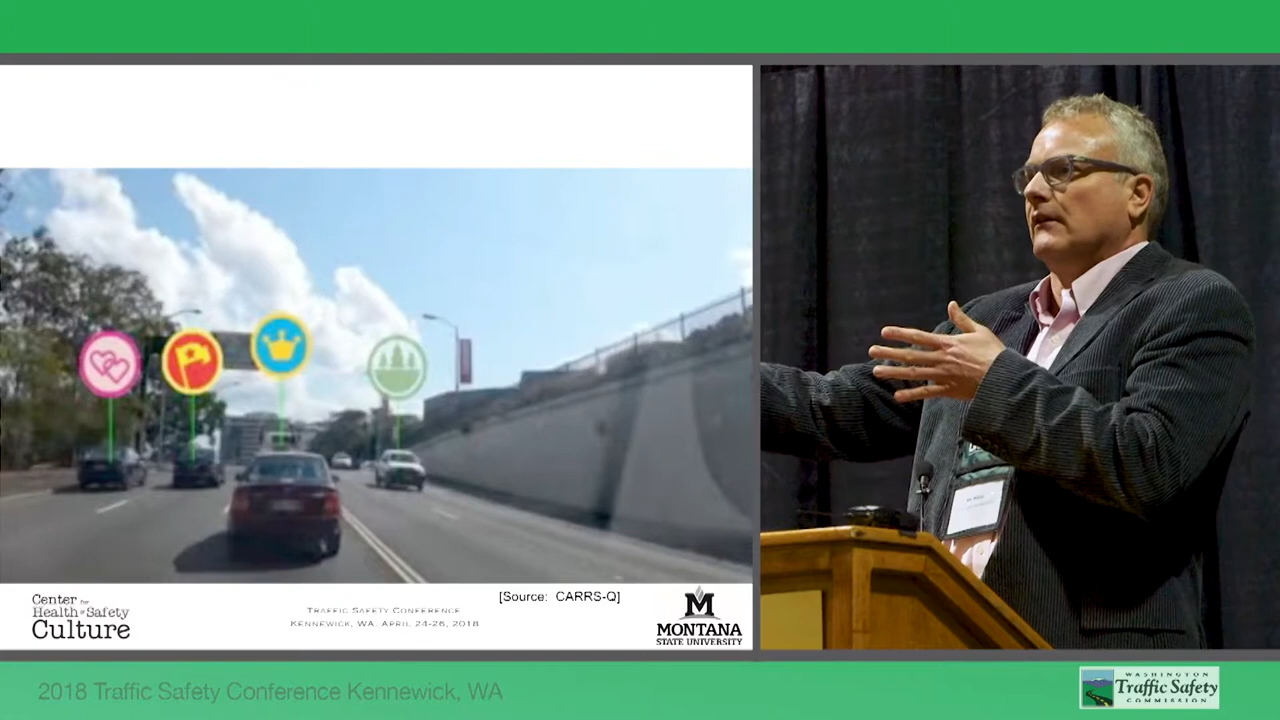 Center for
Health & Safety
Culture
TRAFFIC SAFETY CONFERENCE
KENNEWICK, WA. APRIL 24-26, 2018
[Source: CARRS-Q]
M
MONTANA
STATE UNIVERSITY
2018 Traffic Safety Conference Kennewick, WA
WASHINGTON
Traffic Safety
COMMISSION